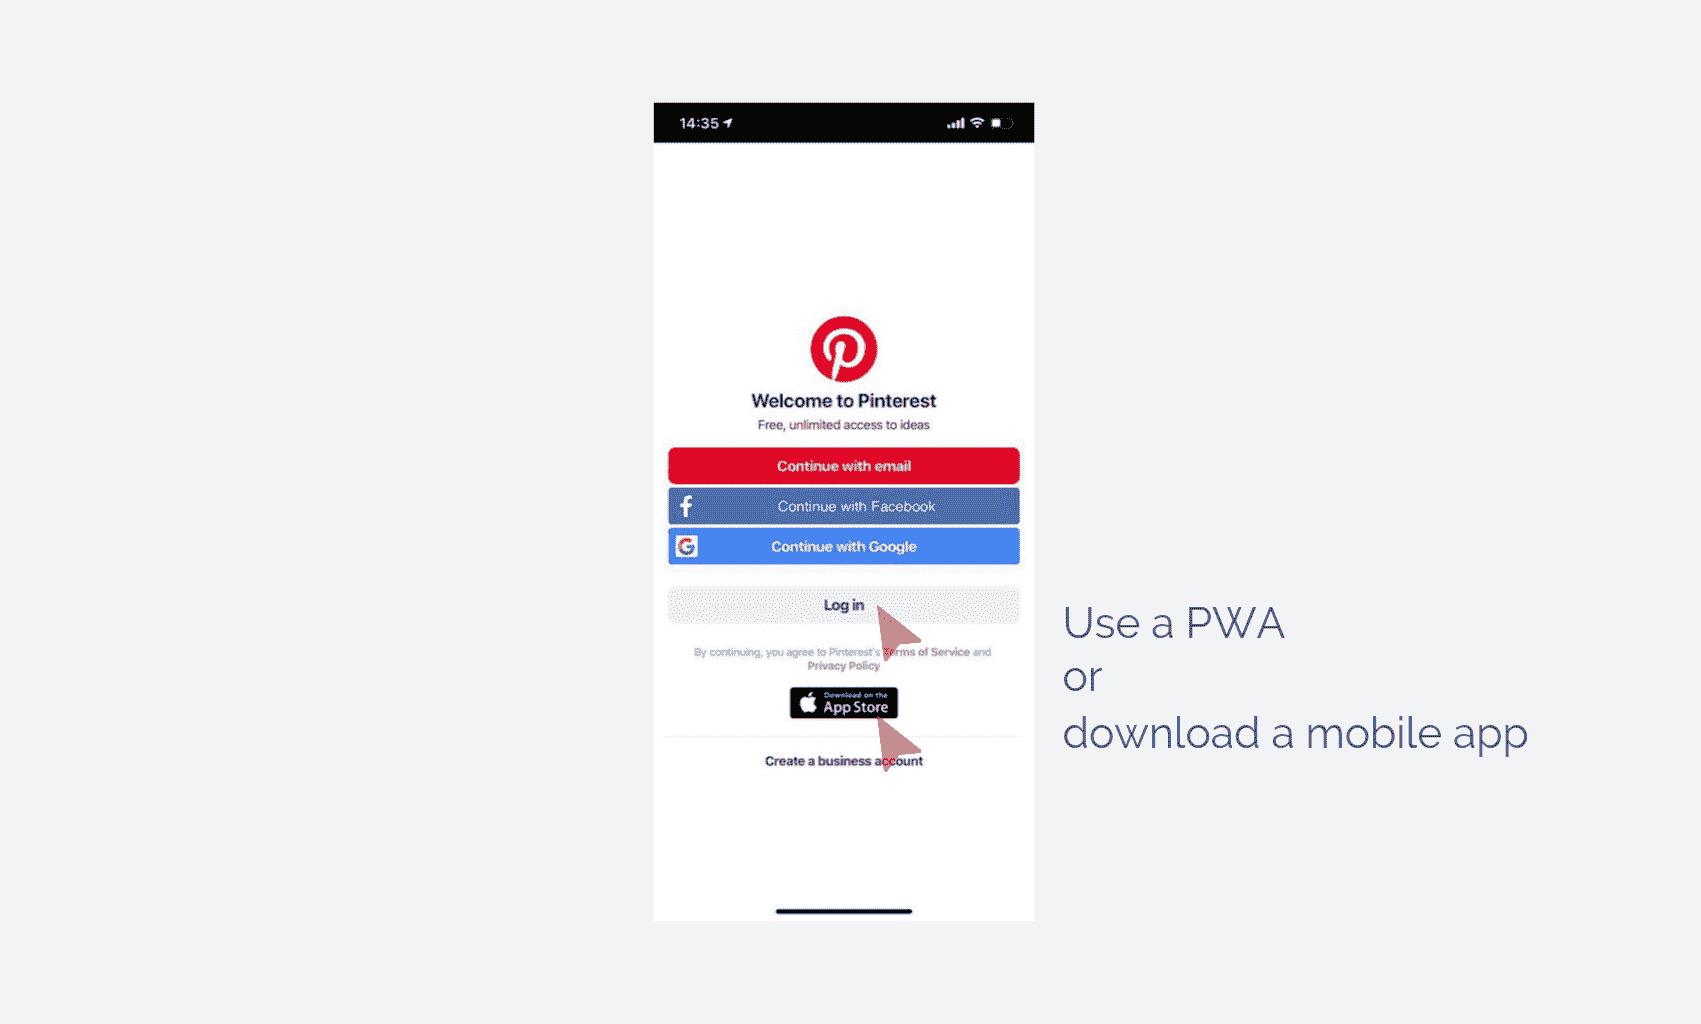 14:35
Welcome to Pinterest
Free, unlimited access to ideas
Continue with email
Continue with Facebook
Continue with Google
Log in
By continuing, you agree to Pinterest's Terms of Service and
Privacy Policy
Download on the
App Store
Create a business account
Use a PWA
or
download a mobile app